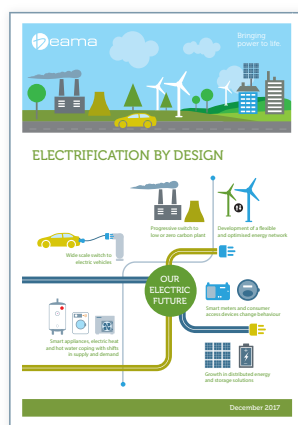 beama
Bringing
power to life
ELECTRIFICATION BY DESIGN
Progressive switch to
low or zero carbon plant
Development of a flexible
and optimised energy network
Wide scale switch to
electric vehicles
OUR
ELECTRIC
FUTURE
Smart meters and consumer
access devices change behaviour
Smart appliances, electric heat
and hot water coping with shifts
in supply and demand
Growth in distributed energy
and storage solutions
December 2017